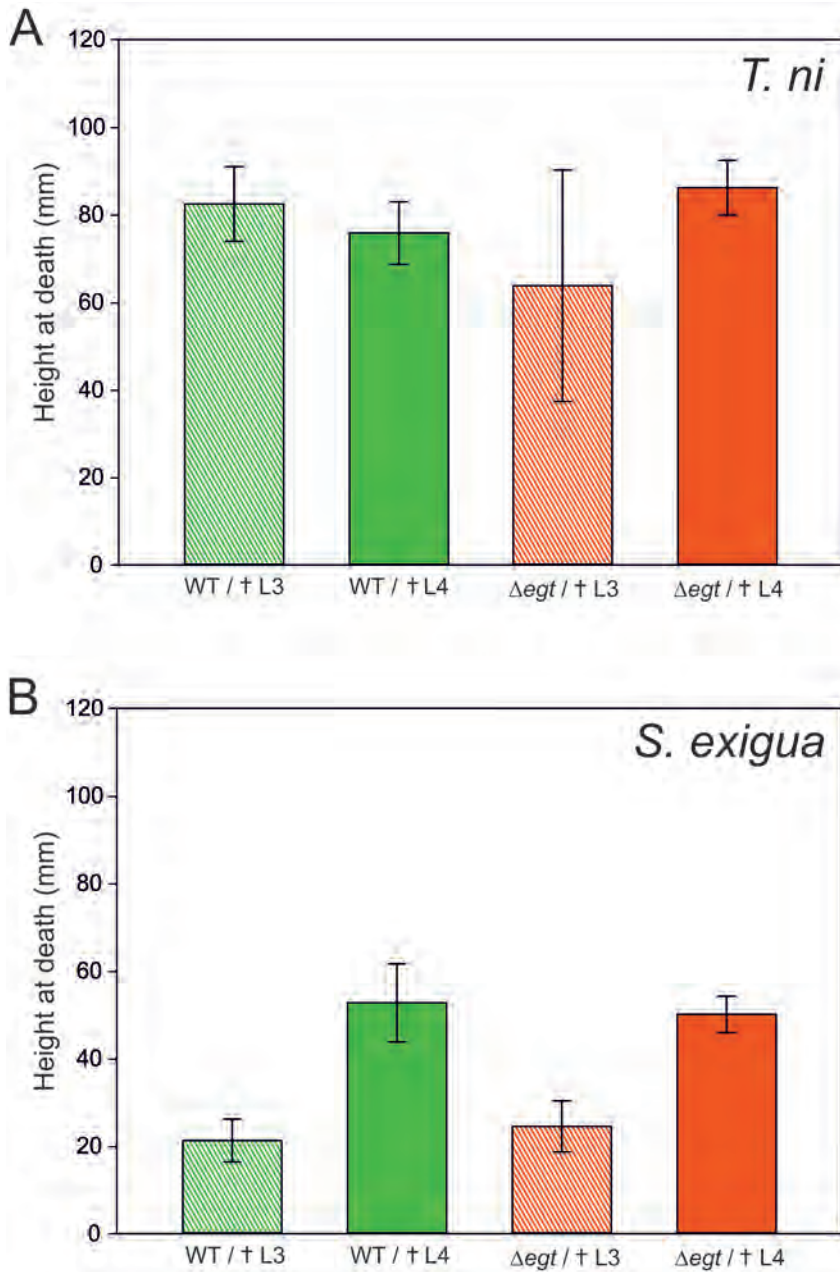 A
T. ni
Height at death (mm)
120
100
80
60
40
20
0
WT / † L3
WT / † L4
Δegt / † L3
Δegt / † L4
B
S. exigua
Height at death (mm)
120
100
80
60
40
20
0
WT / † L3
WT / † L4
Δegt / † L3
Δegt / † L4